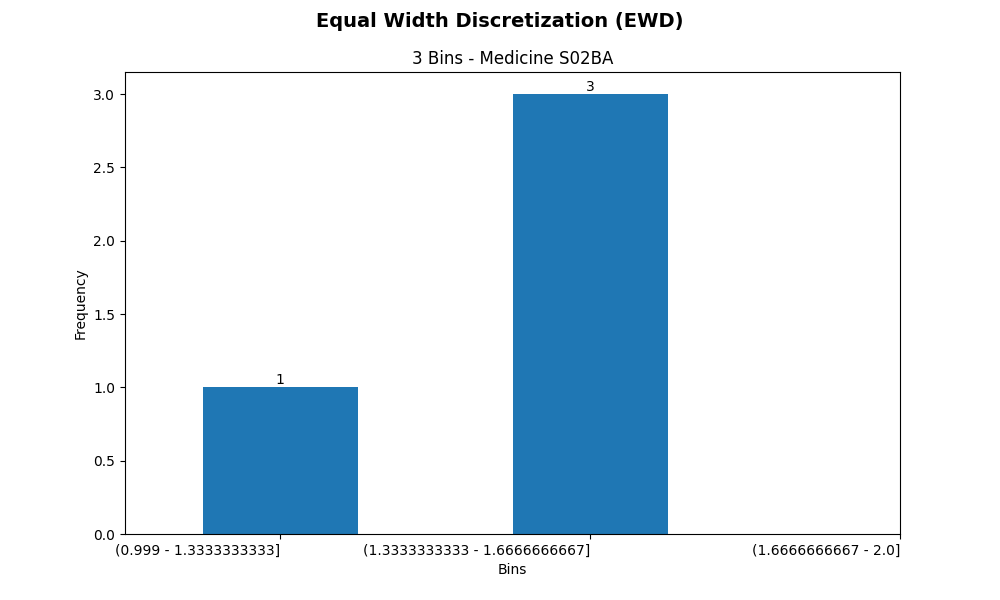 Equal Width Discretization (EWD)
3 Bins - Medicine S02BA
3.0
2.5
2.0
1.5
1.0
0.5
0.0
Frequency
1
3
(0.999 - 1.3333333333]
(1.3333333333 - 1.6666666667]
(1.6666666667 - 2.0]
Bins